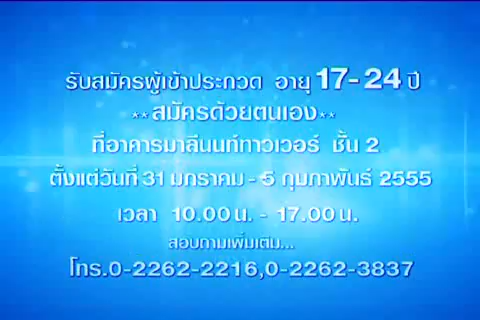 รับสมัครผู้เข้าประกวด อายุ 17-24 ปี
**สมัครด้วยตนเอง**
ที่อาคารมาลีนนท์ทาวเวอร์ ชั้น 2
ตั้งแต่วันที่ 31 มกราคม - 5 กุมภาพันธ์ 2555
เวลา 10.00 น. - 17.00 น.
สอบถามเพิ่มเติม...
โทร.0-2262-2216,0-2262-3837